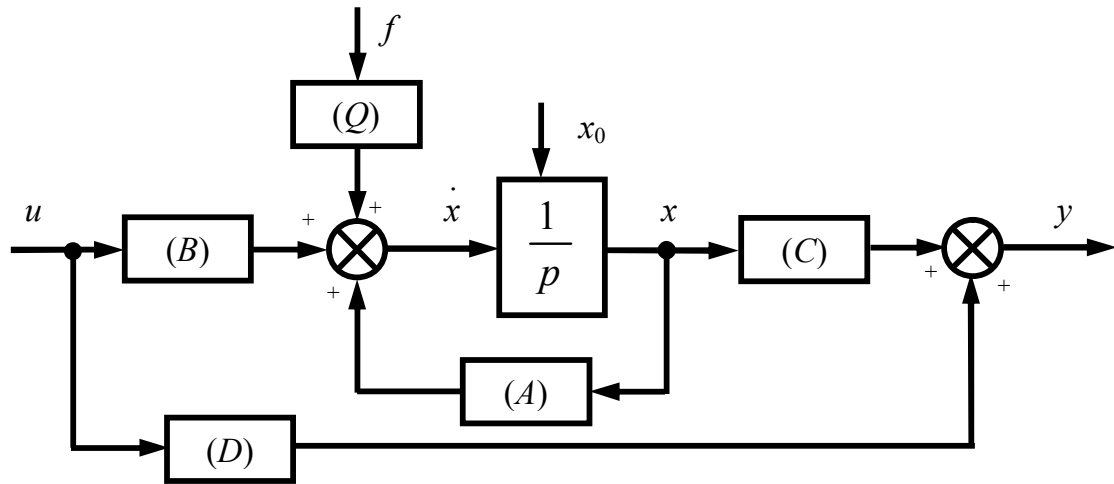 f
(Q)
x₀
u
+
+
ẋ
1
p
x
y
(B)
(C)
+
+
+
(A)
(D)